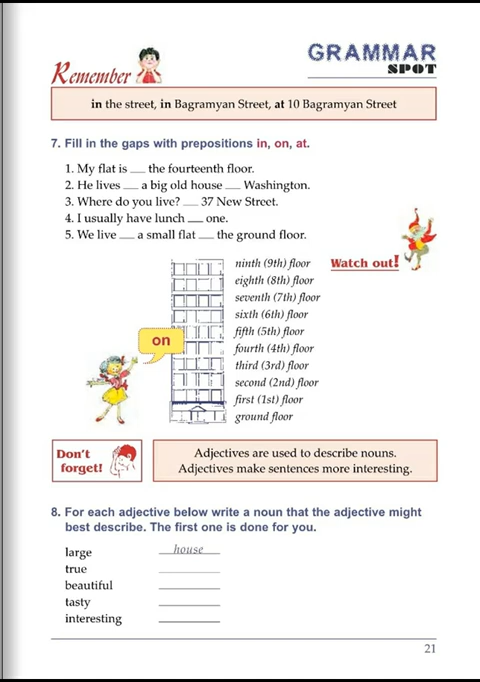 Remember
GRAMMAR
SPOT
in the street, in Bagramyan Street, at 10 Bagramyan Street
7. Fill in the gaps with prepositions in, on, at.
1. My flat is ___ the fourteenth floor.
2. He lives ___ a big old house ___ Washington.
3. Where do you live? ___ 37 New Street.
4. I usually have lunch ___ one.
5. We live ___ a small flat ___ the ground floor.
ninth (9th) floor
Watch out!
eighth (8th) floor
seventh (7th) floor
sixth (6th) floor
fifth (5th) floor
on
fourth (4th) floor
third (3rd) floor
second (2nd) floor
first (1st) floor
ground floor
Don't
forget!
Adjectives are used to describe nouns.
Adjectives make sentences more interesting.
8. For each adjective below write a noun that the adjective might
best describe. The first one is done for you.
large house
true
beautiful
tasty
interesting
21